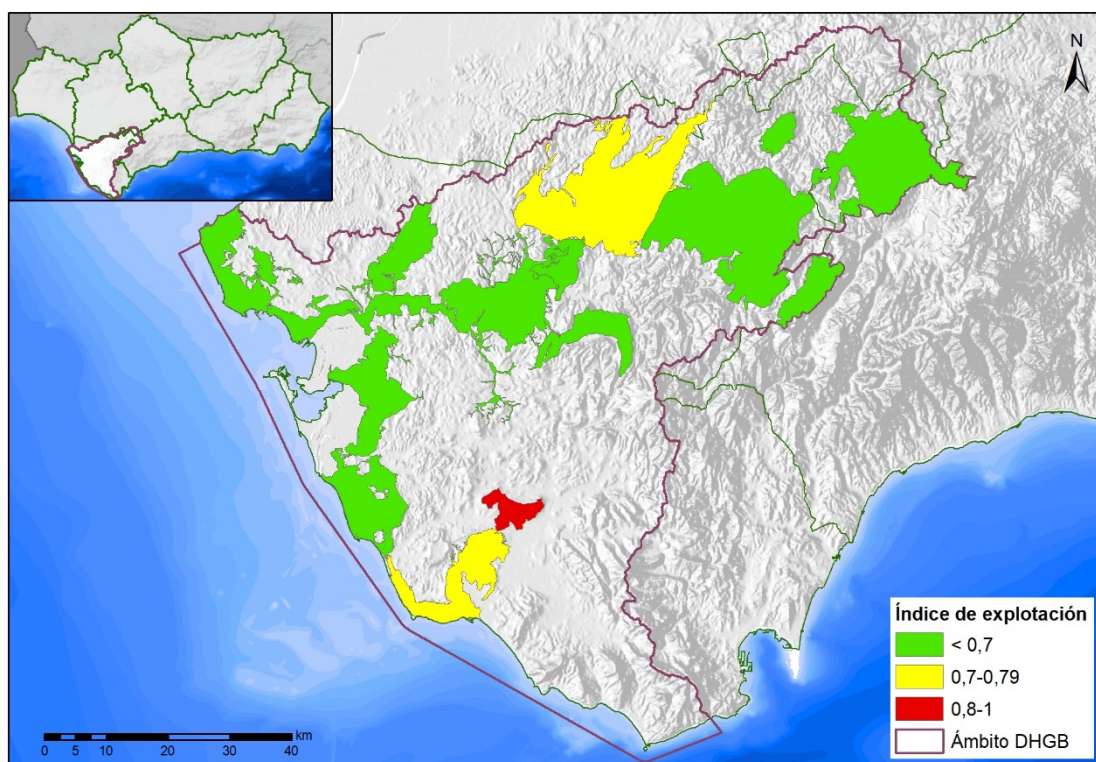 N
Índice de explotación
< 0,7
0,7-0,79
0,8-1
Ámbito DHGB
0 5 10 20 30 40 km